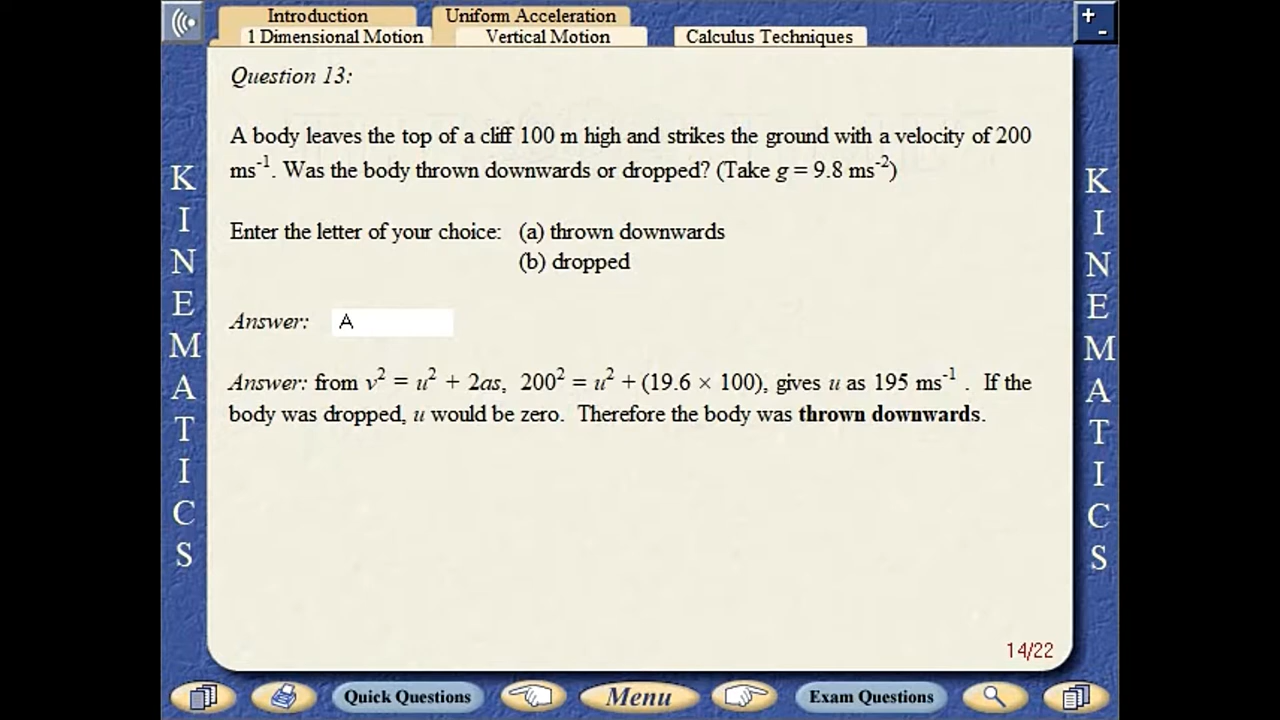 Introduction
Uniform Acceleration
+
-
1 Dimensional Motion
Vertical Motion
Calculus Techniques
Question 13:
A body leaves the top of a cliff 100 m high and strikes the ground with a velocity of 200
ms⁻¹. Was the body thrown downwards or dropped? (Take g = 9.8 ms⁻²)
Enter the letter of your choice: (a) thrown downwards
(b) dropped
Answer: A
Answer: from v² = u² + 2as, 200² = u² + (19.6 × 100), gives u as 195 ms⁻¹ . If the
body was dropped, u would be zero. Therefore the body was thrown downwards.
KINEMATICS
KINEMATICS
14/22
Quick Questions
Menu
Exam Questions